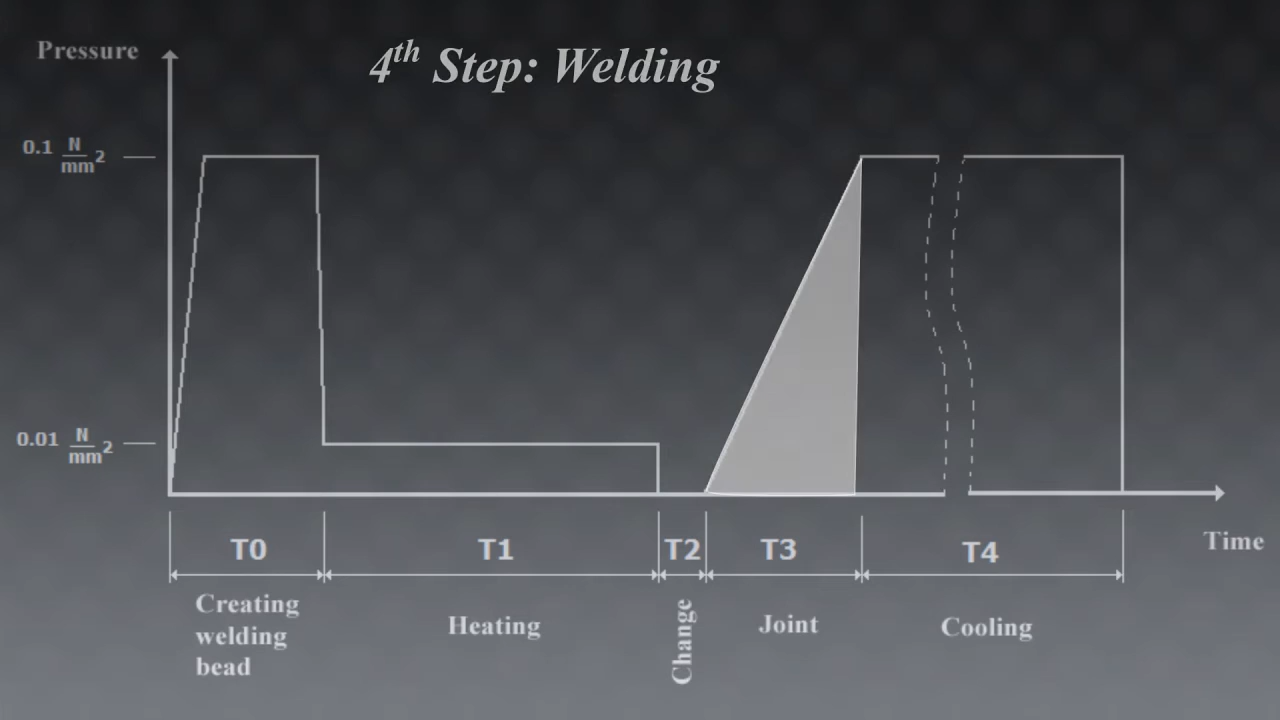 4th Step: Welding
Pressure
0.1 N/mm2
0.01 N/mm2
T0
T1
T2
T3
T4
Time
Creating
welding
bead
Heating
Change
Joint
Cooling